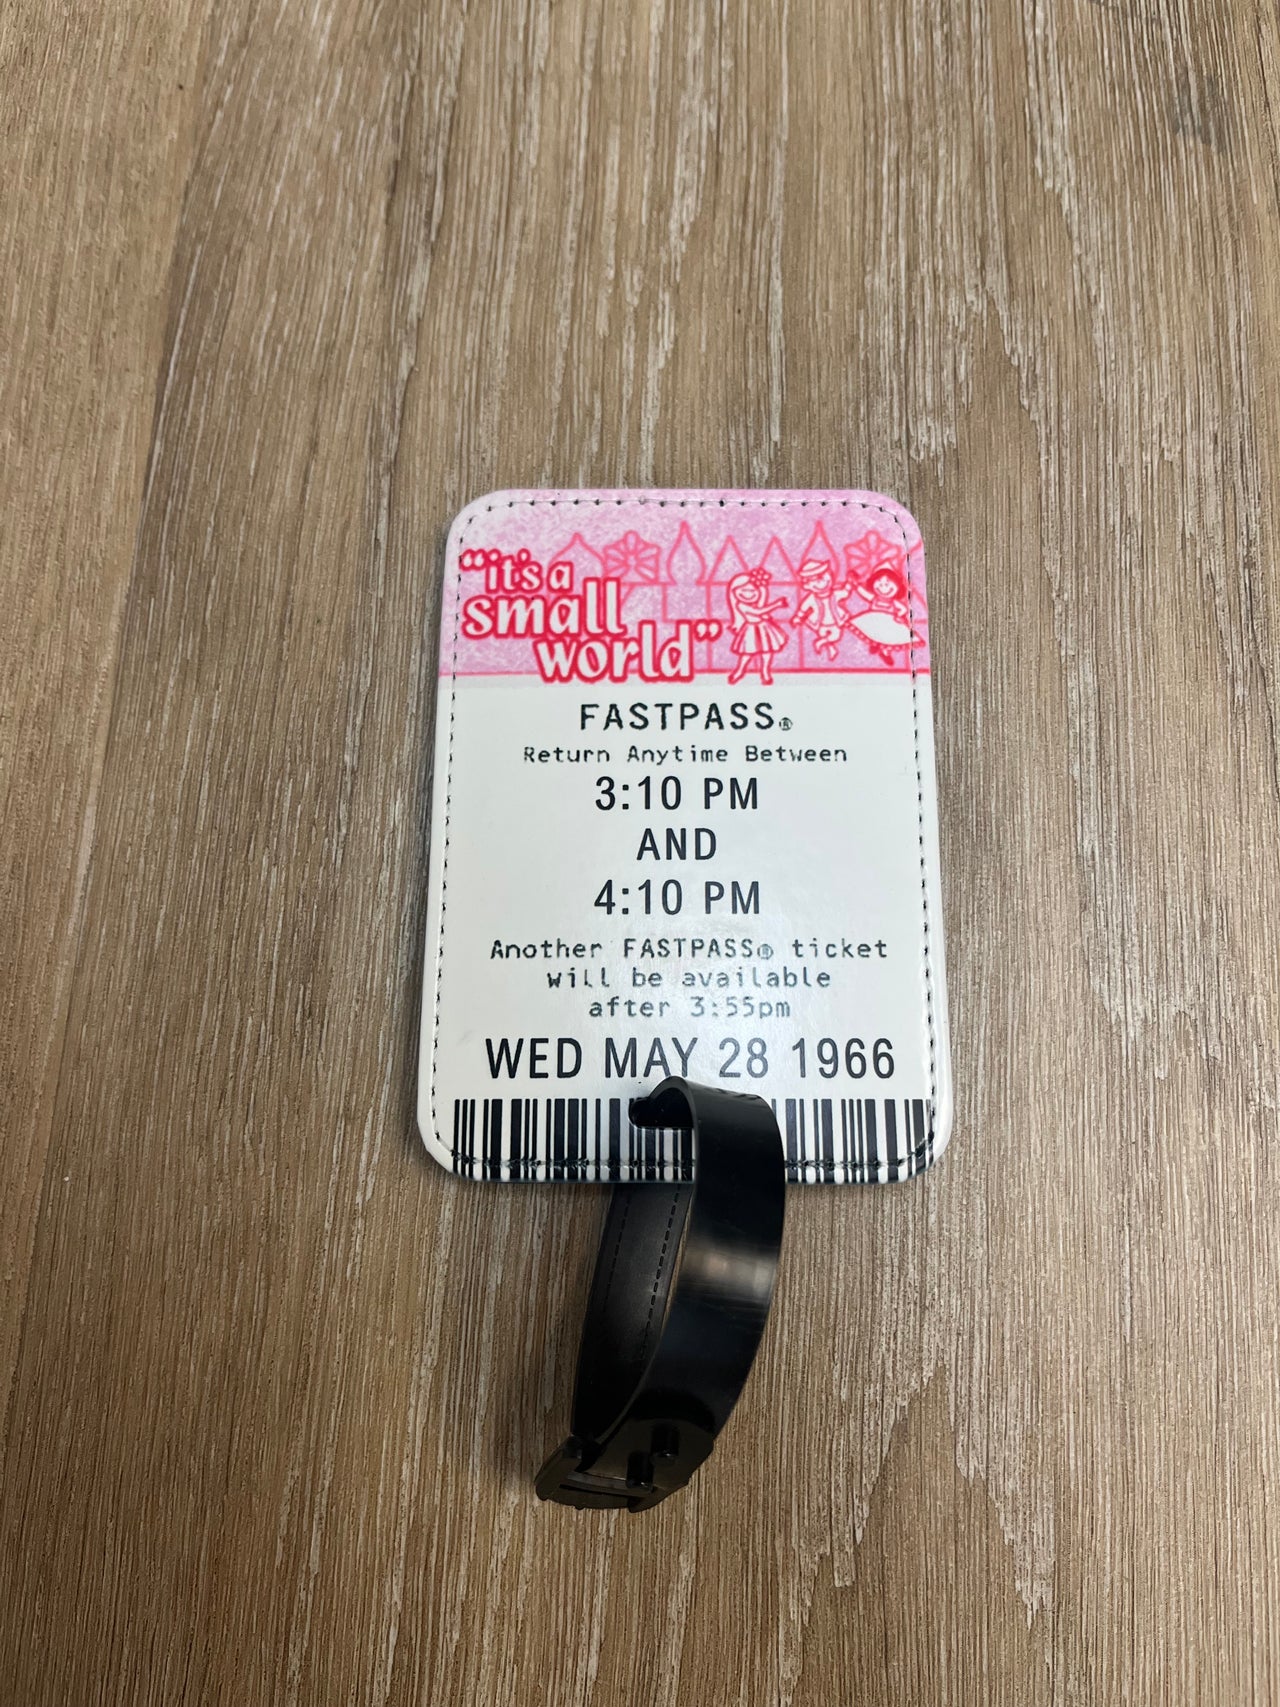 "it's a
small
world"
FASTPASS®
Return Anytime Between
3:10 PM
AND
4:10 PM
Another FASTPASS® ticket
will be available
after 3:55pm
WED MAY 28 1966